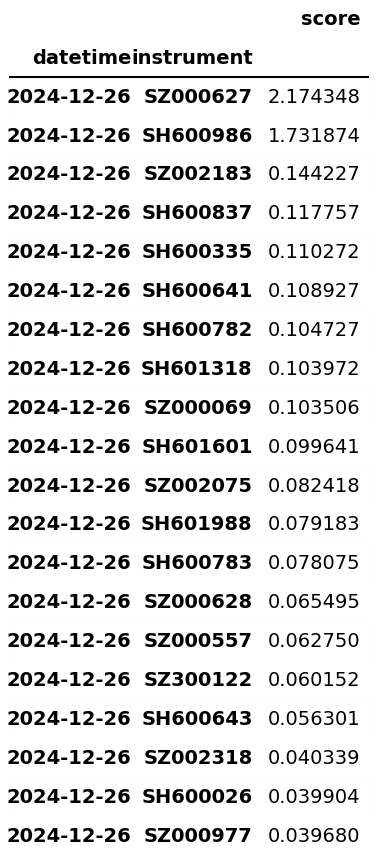 score
datetime instrument
2024-12-26 SZ000627 2.174348
2024-12-26 SH600986 1.731874
2024-12-26 SZ002183 0.144227
2024-12-26 SH600837 0.117757
2024-12-26 SH600335 0.110272
2024-12-26 SH600641 0.108927
2024-12-26 SH600782 0.104727
2024-12-26 SH601318 0.103972
2024-12-26 SZ000069 0.103506
2024-12-26 SH601601 0.099641
2024-12-26 SZ002075 0.082418
2024-12-26 SH601988 0.079183
2024-12-26 SH600783 0.078075
2024-12-26 SZ000628 0.065495
2024-12-26 SZ000557 0.062750
2024-12-26 SZ300122 0.060152
2024-12-26 SH600643 0.056301
2024-12-26 SZ002318 0.040339
2024-12-26 SH600026 0.039904
2024-12-26 SZ000977 0.039680